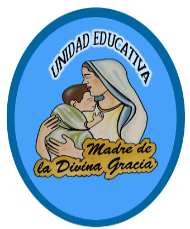 UNIDAD EDUCATIVA
Madre de
la Divina Gracia